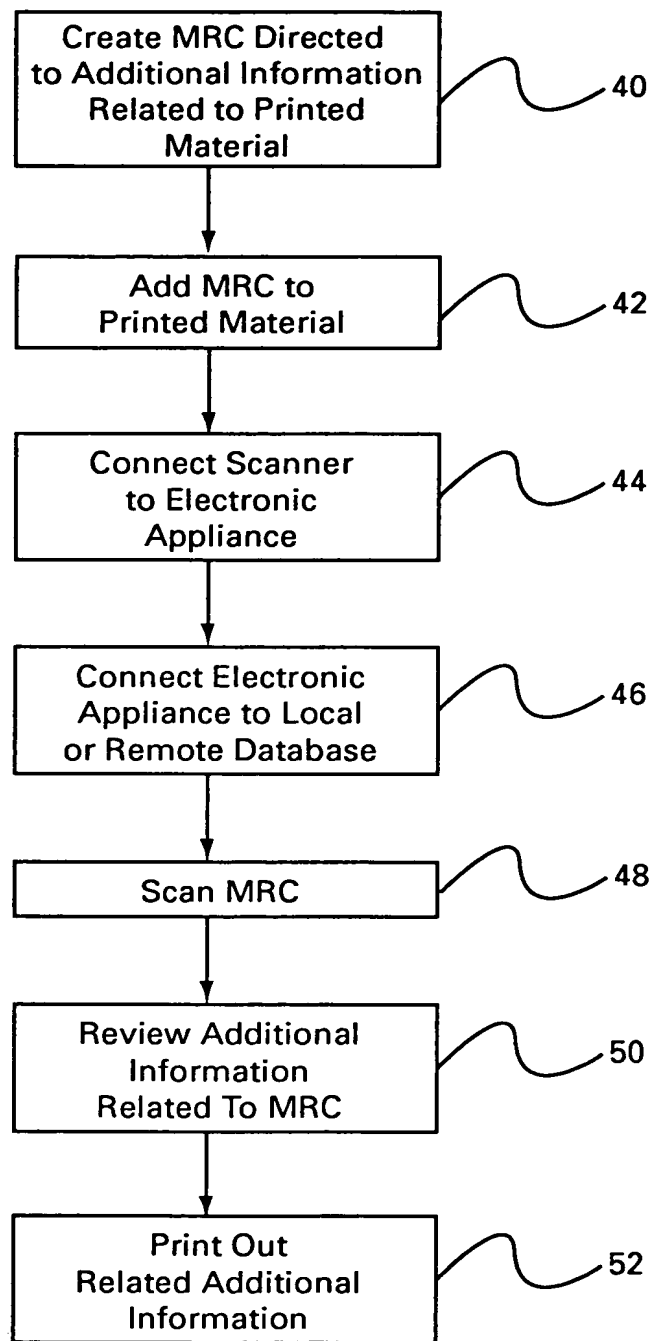 Create MRC Directed
to Additional Information
Related to Printed
Material
40
Add MRC to
Printed Material
42
Connect Scanner
to Electronic
Appliance
44
Connect Electronic
Appliance to Local
or Remote Database
46
Scan MRC
48
Review Additional
Information
Related To MRC
50
Print Out
Related Additional
Information
52